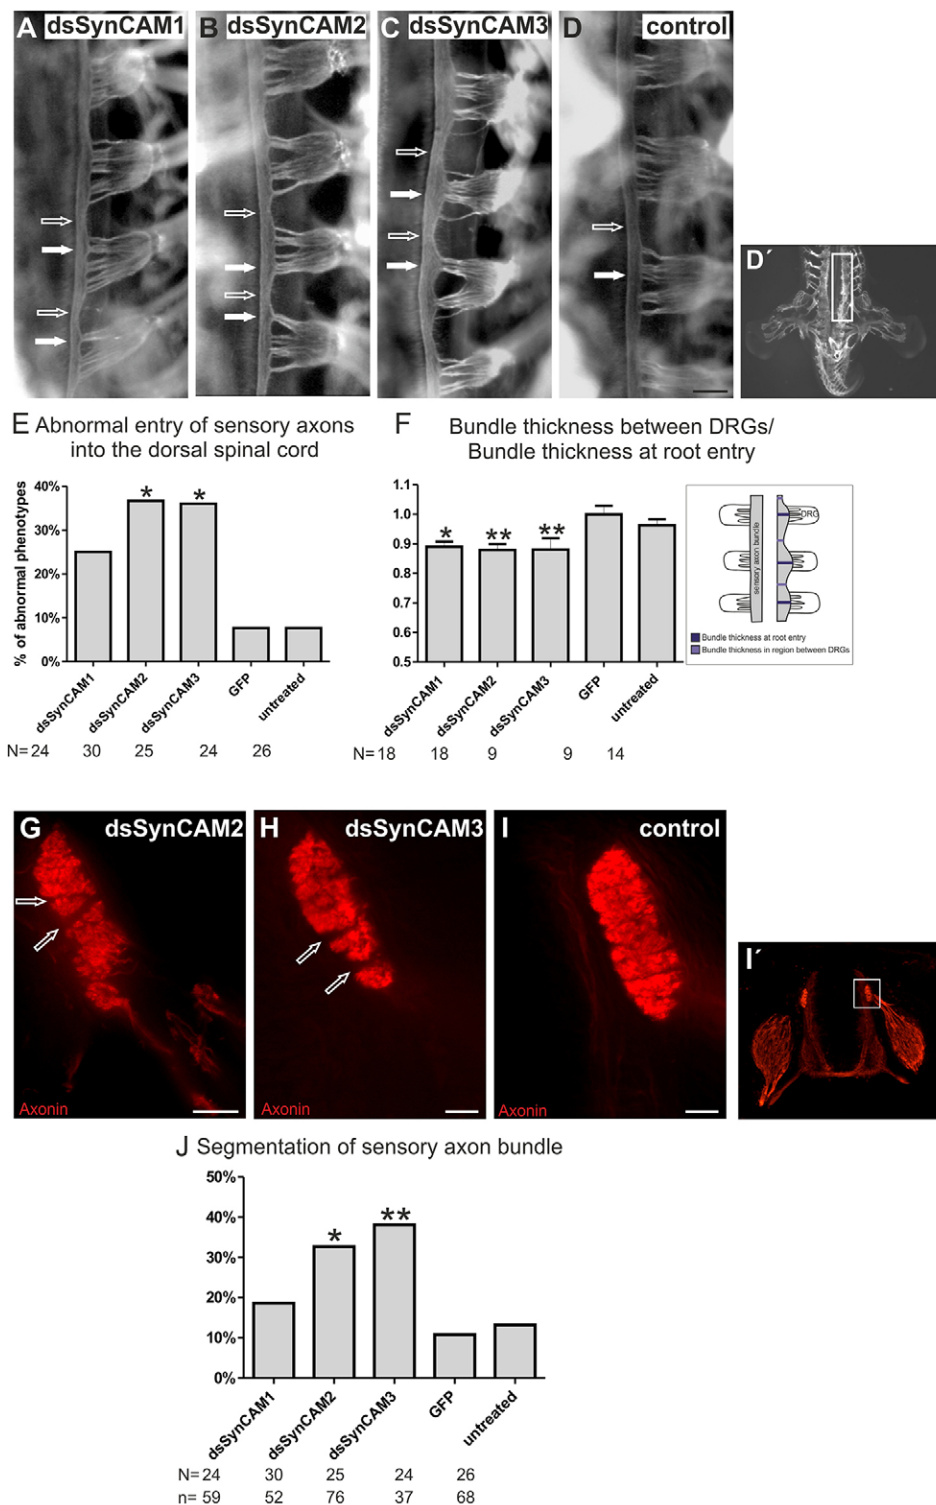 A dsSynCAM1
B dsSynCAM2
C dsSynCAM3
D control
D´
E Abnormal entry of sensory axons
into the dorsal spinal cord
% of abnormal phenotypes
40%
30%
20%
10%
0%
*
*
dsSynCAM1
dsSynCAM2
dsSynCAM3
GFP
untreated
N= 24 30 25 24 26
F Bundle thickness between DRGs/
Bundle thickness at root entry
1.1
1.0
0.9
0.8
0.7
0.6
0.5
*
**
**
dsSynCAM1
dsSynCAM2
dsSynCAM3
GFP
untreated
N= 18 18 9 9 14
sensory axon bundle
DRG
Bundle thickness at root entry
Bundle thickness in region between DRGs
G dsSynCAM2
Axonin
H dsSynCAM3
Axonin
I control
Axonin
I´
J Segmentation of sensory axon bundle
50%
40%
30%
20%
10%
0%
*
**
dsSynCAM1
dsSynCAM2
dsSynCAM3
GFP
untreated
N= 24 30 25 24 26
n= 59 52 76 37 68